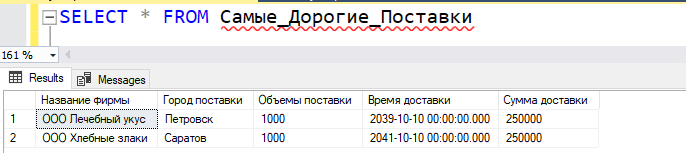 SELECT * FROM Самые_Дорогие_Поставки
161 %
Results Messages
Название фирмы Город поставки Объемы поставки Время доставки Сумма доставки
1 ООО Лечебный укус Петровск 1000 2039-10-10 00:00:00.000 250000
2 ООО Хлебные злаки Саратов 1000 2041-10-10 00:00:00.000 250000